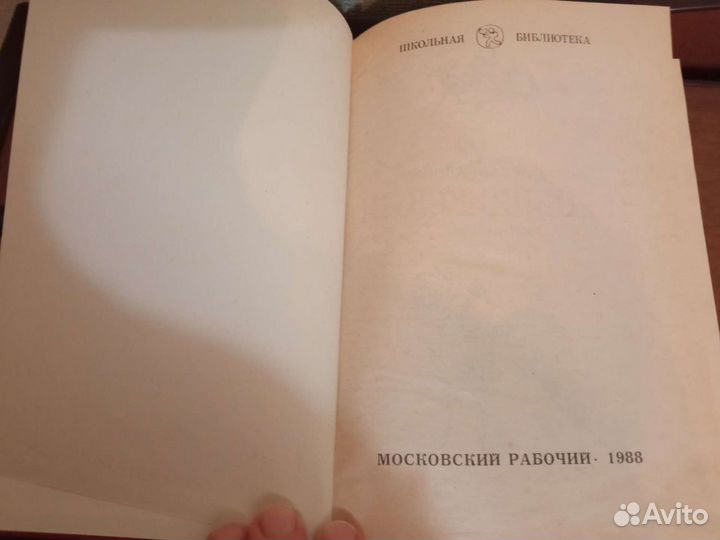 ШКОЛЬНАЯ БИБЛИОТЕКА
МОСКОВСКИЙ РАБОЧИЙ · 1988
Avito